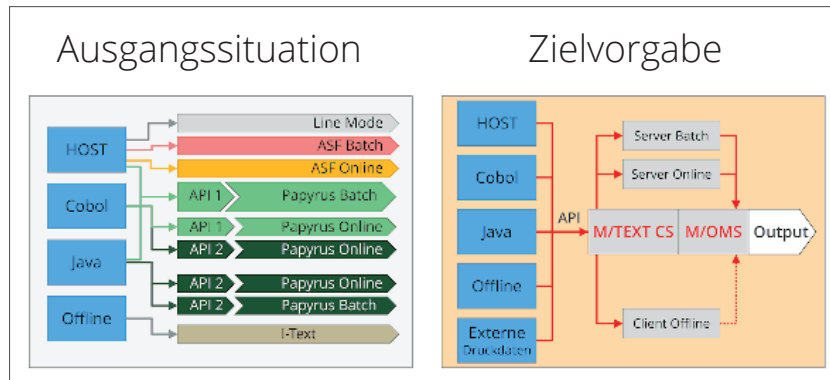 Ausgangssituation
HOST
Cobol
Java
Offline
Line Mode
ASF Batch
ASF Online
API 1 Papyrus Batch
API 1 Papyrus Online
API 2 Papyrus Online
API 2 Papyrus Online
API 2 Papyrus Batch
I-Text
Zielvorgabe
HOST
Cobol
Java
Offline
Externe
Druckdaten
API
Server Batch
Server Online
M/TEXT CS M/OMS Output
Client Offline